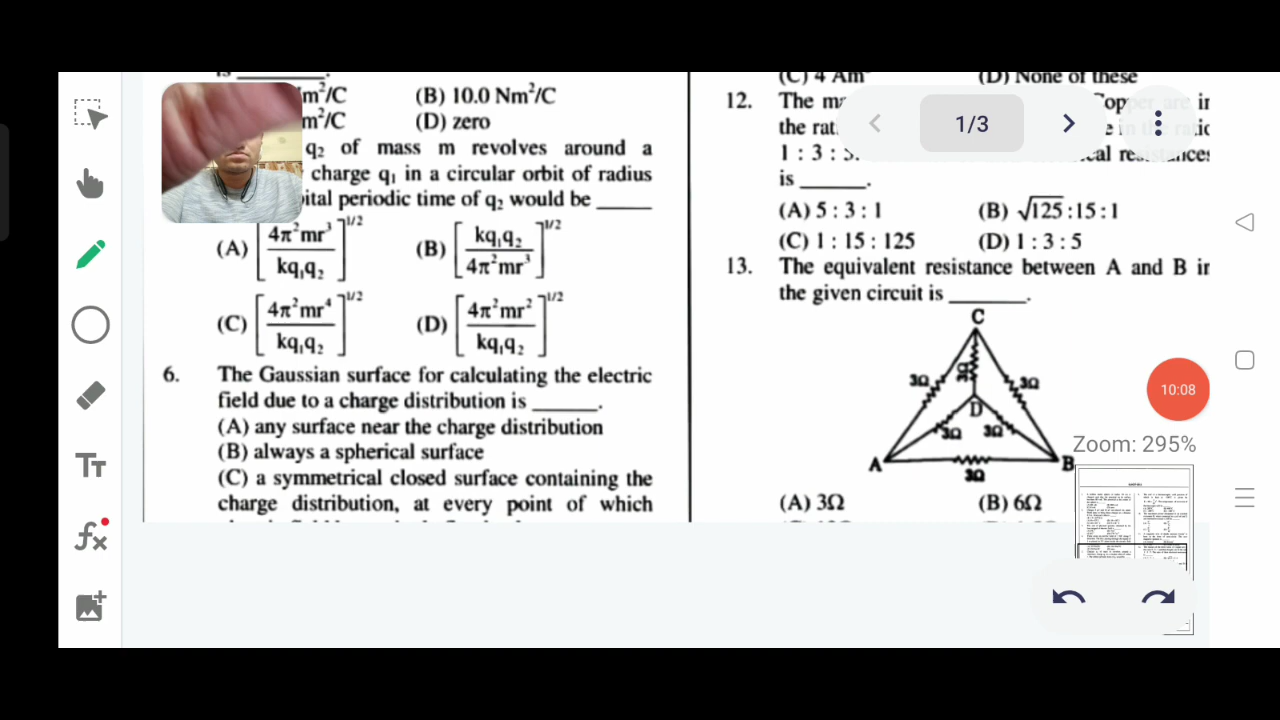 is ______.
m²/C (B) 10.0 Nm²/C
m²/C (D) zero
q₂ of mass m revolves around a
charge q₁ in a circular orbit of radius
ital periodic time of q₂ would be ______
(A) [4π²mr³ / kq₁q₂]^1/2 (B) [kq₁q₂ / 4π²mr³]^1/2
(C) [4π²mr⁴ / kq₁q₂]^1/2 (D) [4π²mr² / kq₁q₂]^1/2
6. The Gaussian surface for calculating the electric
field due to a charge distribution is ______.
(A) any surface near the charge distribution
(B) always a spherical surface
(C) a symmetrical closed surface containing the
charge distribution, at every point of which
(C) 4 Am (D) None of these
12. The
the
1 : 3 :
is ______.
(A) 5 : 3 : 1 (B) √125 : 15 : 1
(C) 1 : 15 : 125 (D) 1 : 3 : 5
13. The equivalent resistance between A and B in
the given circuit is ______.
C
3Ω 3Ω 3Ω
D
3Ω 3Ω
A B
3Ω
(A) 3Ω (B) 6Ω
1/3
10:08
Zoom: 295%
TT
fx